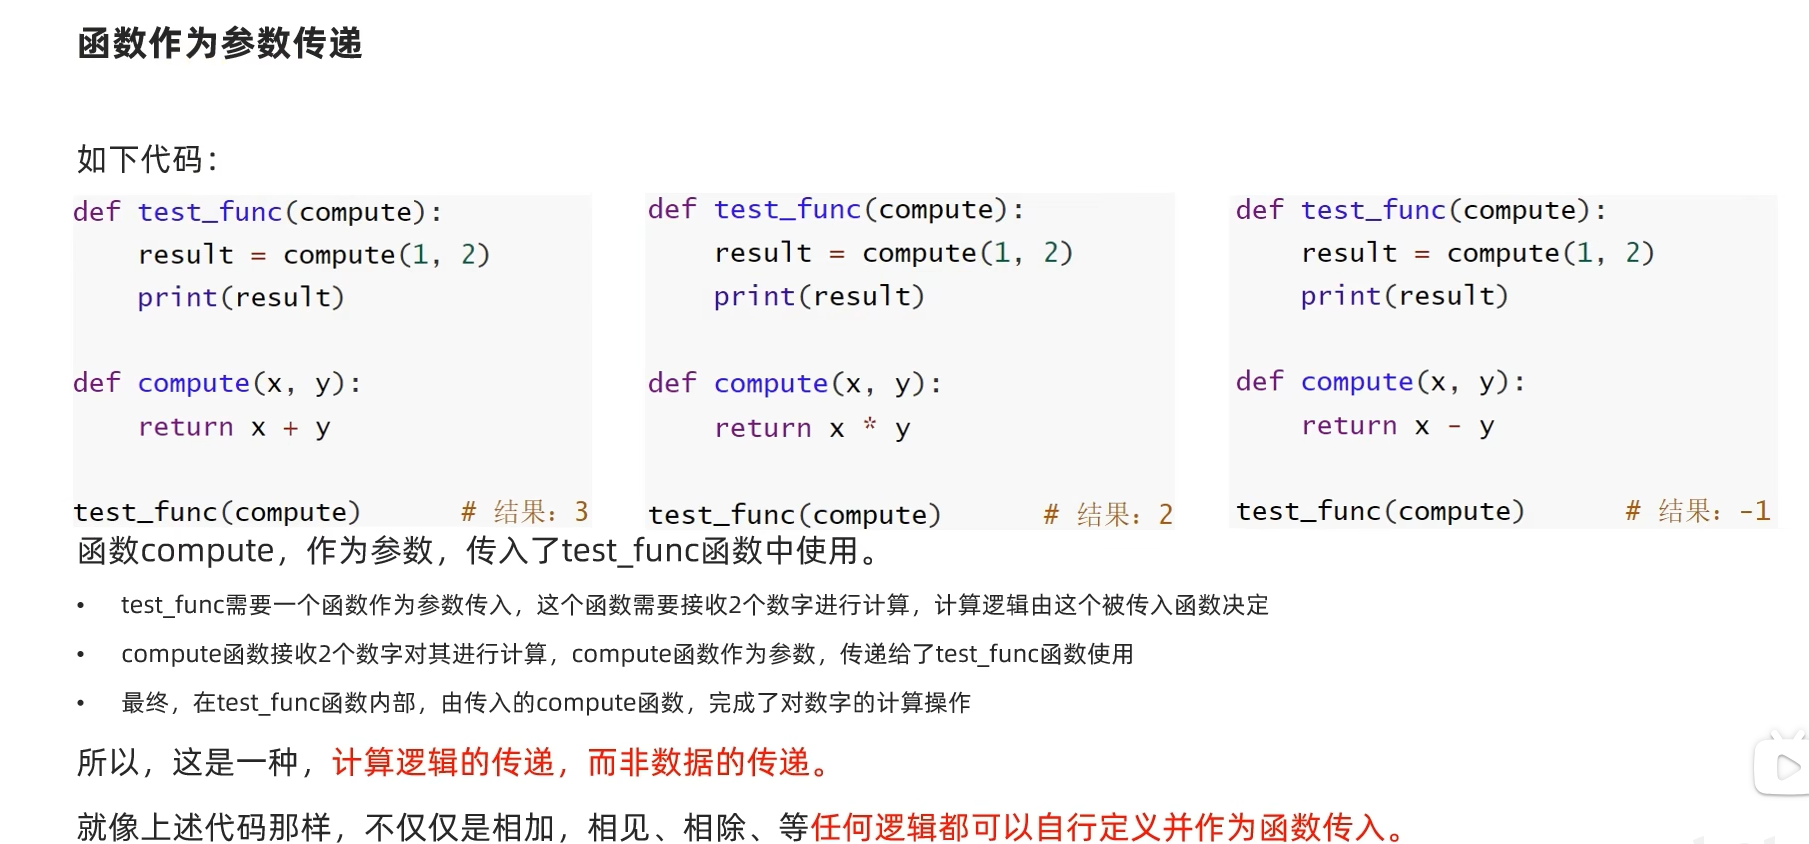 函数作为参数传递
如下代码：
def test_func(compute):
    result = compute(1, 2)
    print(result)
def compute(x, y):
    return x + y
test_func(compute)      # 结果：3
def test_func(compute):
    result = compute(1, 2)
    print(result)
def compute(x, y):
    return x * y
test_func(compute)      # 结果：2
def test_func(compute):
    result = compute(1, 2)
    print(result)
def compute(x, y):
    return x - y
test_func(compute)      # 结果：-1
函数compute，作为参数，传入了test_func函数中使用。
• test_func需要一个函数作为参数传入，这个函数需要接收2个数字进行计算，计算逻辑由这个被传入函数决定
• compute函数接收2个数字对其进行计算，compute函数作为参数，传递给了test_func函数使用
• 最终，在test_func函数内部，由传入的compute函数，完成了对数字的计算操作
所以，这是一种，计算逻辑的传递，而非数据的传递。
就像上述代码那样，不仅仅是相加，相见、相除、等任何逻辑都可以自行定义并作为函数传入。